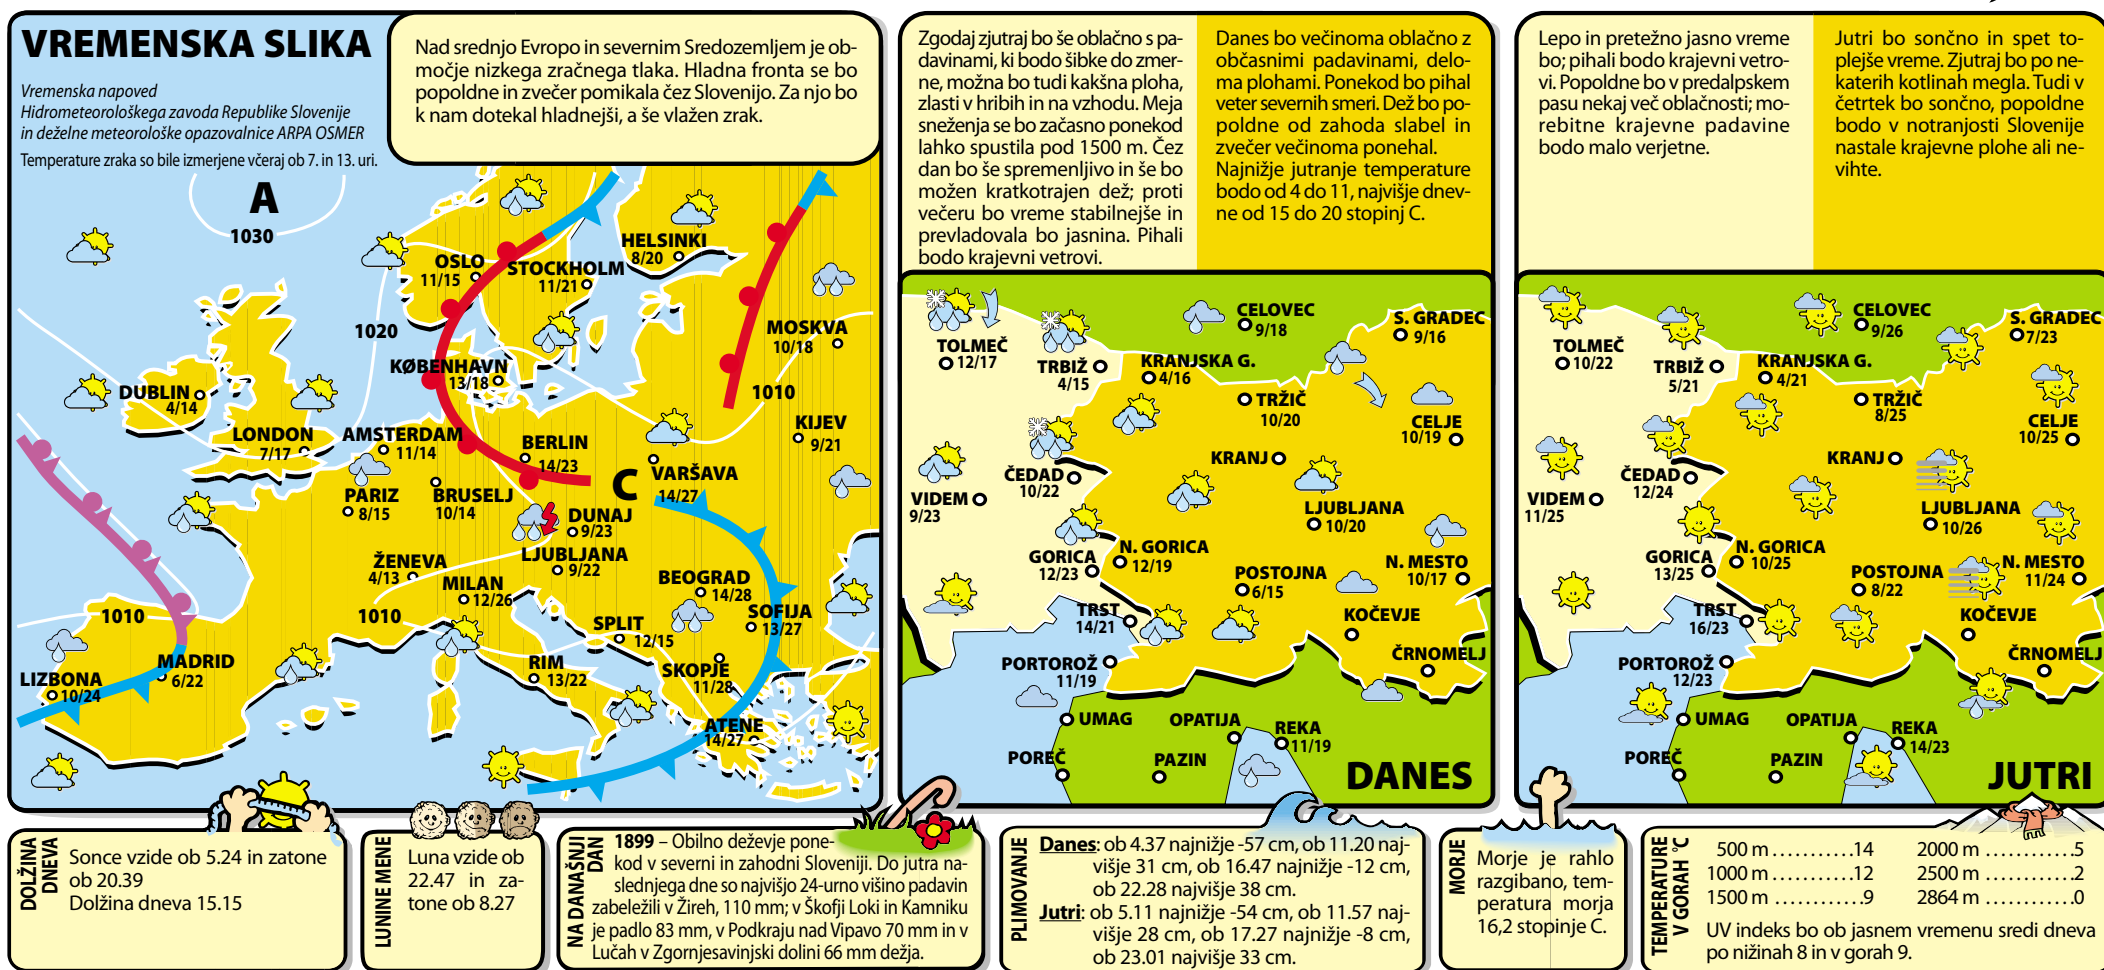 VREMENSKA SLIKA
Vremenska napoved
Hidrometeorološkega zavoda Republike Slovenije
in deželne meteorološke opazovalnice ARPA OSMER
Temperature zraka so bile izmerjene včeraj ob 7. in 13. uri.
Nad srednjo Evropo in severnim Sredozemljem je ob-
močje nizkega zračnega tlaka. Hladna fronta se bo
popoldne in zvečer pomikala čez Slovenijo. Za njo bo
k nam dotekal hladnejši, a še vlažen zrak.
A
1030
HELSINKI
8/20
OSLO
11/15
STOCKHOLM
11/21
1020
MOSKVA
10/18
KØBENHAVN
13/18
DUBLIN
4/14
1010
KIJEV
9/21
LONDON
7/17
AMSTERDAM
11/14
BERLIN
14/23
C
VARŠAVA
14/27
PARIZ
8/15
BRUSELJ
10/14
DUNAJ
9/23
ŽENEVA
4/13
LJUBLJANA
9/22
MILAN
12/26
BEOGRAD
14/28
1010
1010
SOFIJA
13/27
SPLIT
12/15
MADRID
6/22
RIM
13/22
SKOPJE
11/28
LIZBONA
10/24
ATENE
14/27
Zgodaj zjutraj bo še oblačno s pa-
davinami, ki bodo šibke do zmer-
ne, možna bo tudi kakšna ploha,
zlasti v hribih in na vzhodu. Meja
sneženja se bo začasno ponekod
lahko spustila pod 1500 m. Čez
dan bo še spremenljivo in še bo
možen kratkotrajen dež; proti
večeru bo vreme stabilnejše in
prevladovala bo jasnina. Pihali
bodo krajevni vetrovi.
Danes bo večinoma oblačno z
občasnimi padavinami, delo-
ma plohami. Ponekod bo pihal
veter severnih smeri. Dež bo po-
poldne od zahoda slabel in
zvečer večinoma ponehal.
Najnižje jutranje temperature
bodo od 4 do 11, najvišje dnev-
ne od 15 do 20 stopinj C.
CELOVEC
9/18
S. GRADEC
9/16
TOLMEČ
12/17
TRBIŽ
4/15
KRANJSKA G.
4/16
TRŽIČ
10/20
CELJE
10/19
KRANJ
ČEDAD
10/22
VIDEM
9/23
LJUBLJANA
10/20
GORICA
12/23
N. GORICA
12/19
POSTOJNA
6/15
N. MESTO
10/17
TRST
14/21
KOČEVJE
PORTOROŽ
11/19
ČRNOMELJ
UMAG
OPATIJA
REKA
11/19
POREČ
PAZIN
DANES
Lepo in pretežno jasno vreme
bo; pihali bodo krajevni vetro-
vi. Popoldne bo v predalpskem
pasu nekaj več oblačnosti; mo-
rebitne krajevne padavine
bodo malo verjetne.
Jutri bo sončno in spet to-
plejše vreme. Zjutraj bo po ne-
katerih kotlinah megla. Tudi v
četrtek bo sončno, popoldne
bodo v notranjosti Slovenije
nastale krajevne plohe ali ne-
vihte.
CELOVEC
9/26
S. GRADEC
7/23
TOLMEČ
10/22
TRBIŽ
5/21
KRANJSKA G.
4/21
TRŽIČ
8/25
CELJE
10/25
KRANJ
ČEDAD
12/24
VIDEM
11/25
LJUBLJANA
10/26
GORICA
13/25
N. GORICA
10/25
POSTOJNA
8/22
N. MESTO
11/24
TRST
16/23
KOČEVJE
PORTOROŽ
12/23
ČRNOMELJ
UMAG
OPATIJA
REKA
14/23
POREČ
PAZIN
JUTRI
DOLŽINA
DNEVA
Sonce vzide ob 5.24 in zatone
ob 20.39
Dolžina dneva 15.15
LUNINE MENE
Luna vzide ob
22.47 in za-
tone ob 8.27
NA DANAŠNJI
DAN
1899 – Obilno deževje pone-
kod v severni in zahodni Sloveniji. Do jutra na-
slednjega dne so najvišjo 24-urno višino padavin
zabeležili v Žireh, 110 mm; v Škofji Loki in Kamniku
je padlo 83 mm, v Podkraju nad Vipavo 70 mm in v
Lučah v Zgornjesavinjski dolini 66 mm dežja.
PLIMOVANJE
Danes: ob 4.37 najnižje -57 cm, ob 11.20 naj-
višje 31 cm, ob 16.47 najnižje -12 cm,
ob 22.28 najvišje 38 cm.
Jutri: ob 5.11 najnižje -54 cm, ob 11.57 naj-
višje 28 cm, ob 17.27 najnižje -8 cm,
ob 23.01 najvišje 33 cm.
MORJE
Morje je rahlo
razgibano, tem-
peratura morja
16,2 stopinje C.
TEMPERATURE
V GORAH °C
500 m ...........14
1000 m ...........12
1500 m ............9
2000 m ............5
2500 m ............2
2864 m ............0
UV indeks bo ob jasnem vremenu sredi dneva
po nižinah 8 in v gorah 9.